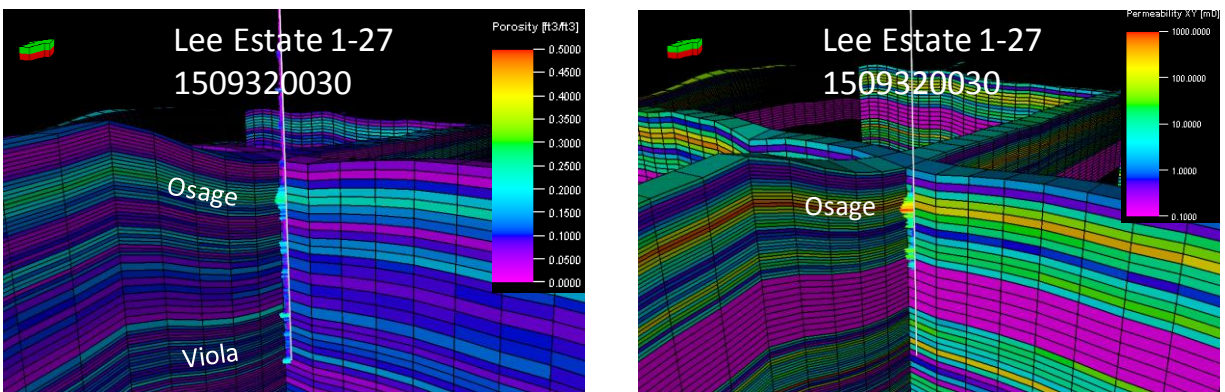 Lee Estate 1-27
1509320030
Porosity [ft3/ft3]
0.5000
0.4500
0.4000
0.3500
0.3000
0.2500
0.2000
0.1500
0.1000
0.0500
0.0000
Osage
Viola
Lee Estate 1-27
1509320030
Permeability XY [mD]
1000.0000
100.0000
10.0000
1.0000
0.1000
Osage